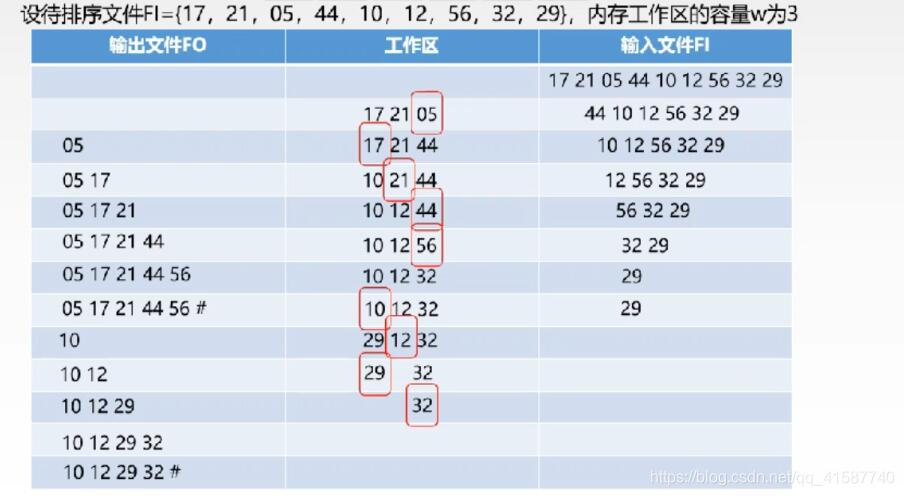 设待排序文件FI={17，21，05，44，10，12，56，32，29}，内存工作区的容量w为3
输出文件FO 工作区 输入文件FI
17 21 05 44 10 12 56 32 29
17 21 05 44 10 12 56 32 29
05 17 21 44 10 12 56 32 29
05 17 10 21 44 12 56 32 29
05 17 21 10 12 44 56 32 29
05 17 21 44 10 12 56 32 29
05 17 21 44 56 10 12 32 29
05 17 21 44 56 # 10 12 32 29
10 29 12 32
10 12 29 32
10 12 29 32
10 12 29 32
10 12 29 32 #
https://blog.csdn.net/qq_41587740